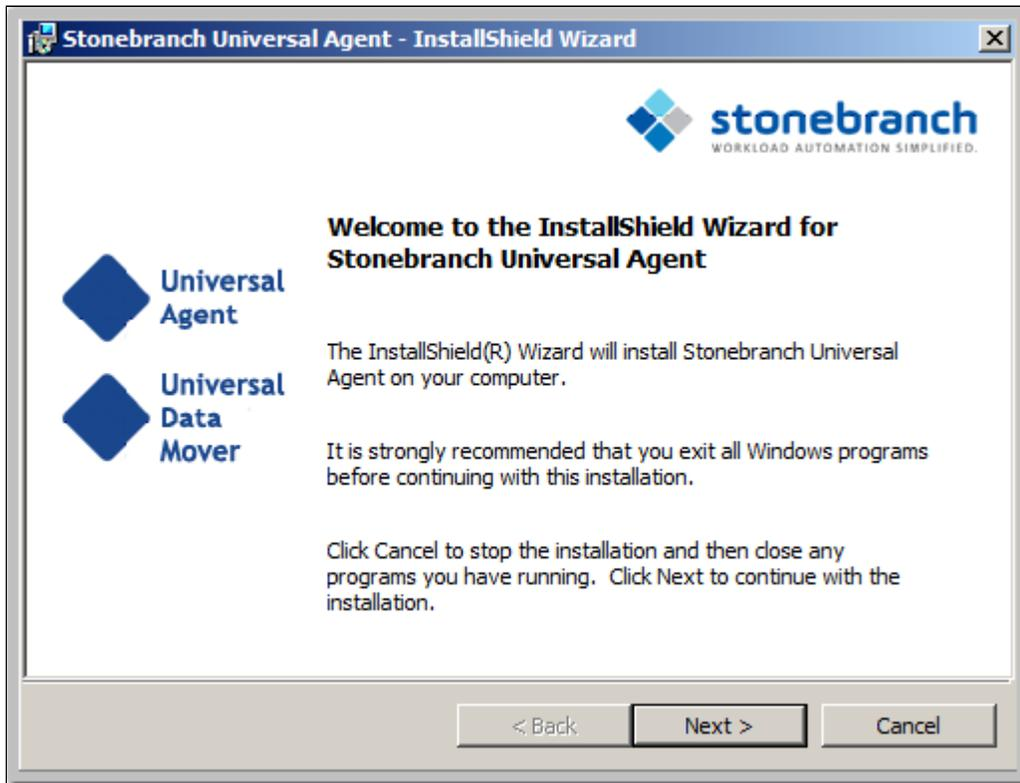 Stonebranch Universal Agent - InstallShield Wizard
stonebranch
WORKLOAD AUTOMATION SIMPLIFIED.
Universal
Agent
Universal
Data
Mover
Welcome to the InstallShield Wizard for
Stonebranch Universal Agent
The InstallShield(R) Wizard will install Stonebranch Universal
Agent on your computer.
It is strongly recommended that you exit all Windows programs
before continuing with this installation.
Click Cancel to stop the installation and then close any
programs you have running. Click Next to continue with the
installation.
< Back
Next >
Cancel